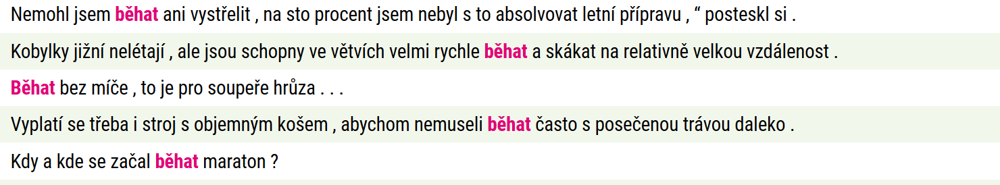 Nemohl jsem běhat ani vystřelit , na sto procent jsem nebyl s to absolvovat letní přípravu , “ posteskl si .
Kobylky jižní nelétají , ale jsou schopny ve větvích velmi rychle běhat a skákat na relativně velkou vzdálenost .
Běhat bez míče , to je pro soupeře hrůza . . .
Vyplatí se třeba i stroj s objemným košem , abychom nemuseli běhat často s posečenou trávou daleko .
Kdy a kde se začal běhat maraton ?